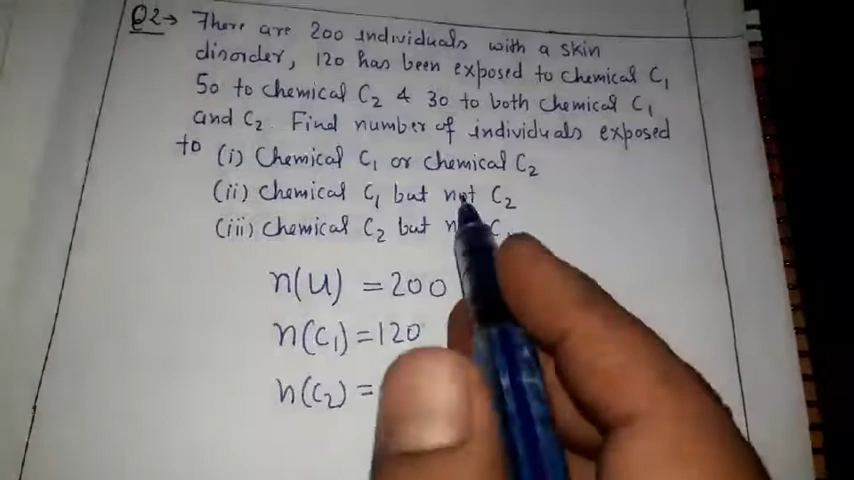 Q2→ There are 200 individuals with a skin
disorder, 120 has been exposed to chemical C₁
50 to chemical C₂ & 30 to both chemical C₁
and C₂. Find number of individuals exposed
to (i) Chemical C₁ or chemical C₂
(ii) Chemical C₁ but not C₂
(iii) Chemical C₂ but C
n(U) = 200
n(C₁) = 120
n(C₂) =